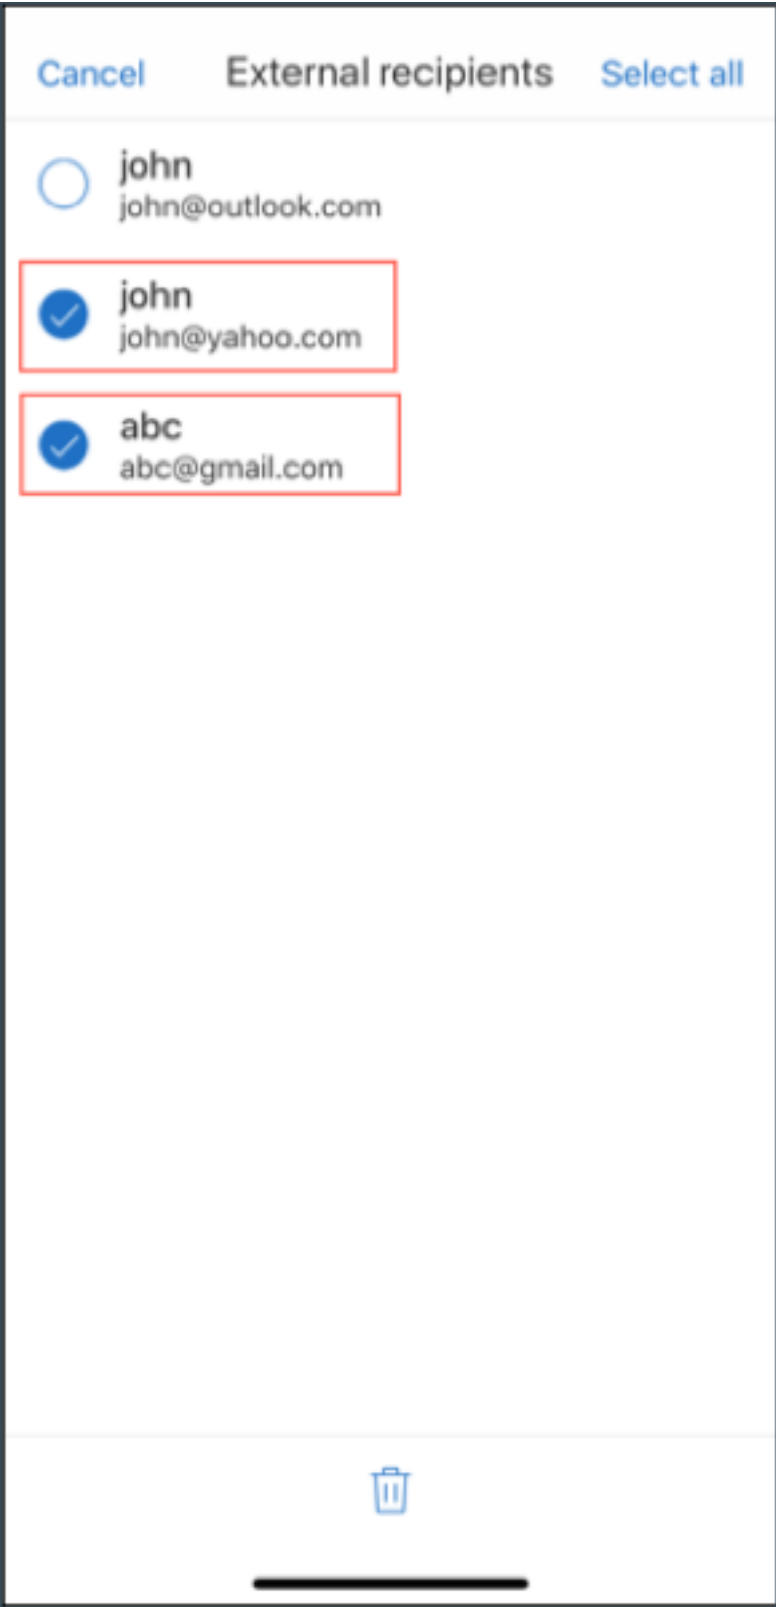 Cancel External recipients Select all
john
john@outlook.com
john
john@yahoo.com
abc
abc@gmail.com